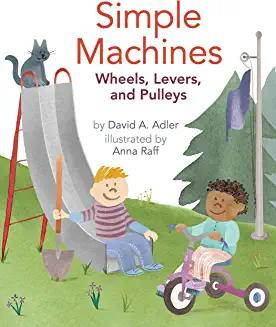 Simple
Machines
Wheels, Levers,
and Pulleys
by David A. Adler
illustrated by
Anna Raff